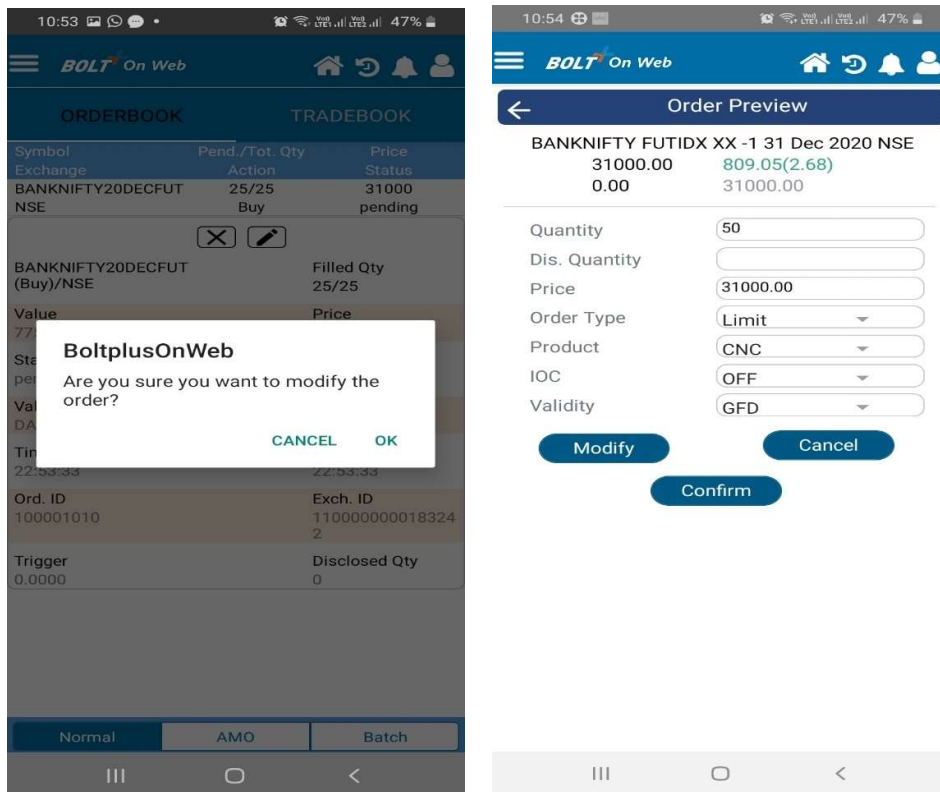 10:53
47%
BOLT+ On Web
ORDERBOOK TRADEBOOK
Symbol Pend./Tot. Qty Price
Exchange Action Status
BANKNIFTY20DECFUT 25/25 31000
NSE Buy pending
BANKNIFTY20DECFUT Filled Qty
(Buy)/NSE 25/25
Value Price
BoltplusOnWeb
Are you sure you want to modify the
order?
CANCEL OK
22:53:33 22:53:33
Ord. ID Exch. ID
100001010 110000000018324
2
Trigger Disclosed Qty
0.0000 0
Normal AMO Batch
10:54
47%
BOLT+ On Web
Order Preview
BANKNIFTY FUTIDX XX -1 31 Dec 2020 NSE
31000.00 809.05(2.68)
0.00 31000.00
Quantity 50
Dis. Quantity
Price 31000.00
Order Type Limit
Product CNC
IOC OFF
Validity GFD
Modify Cancel
Confirm